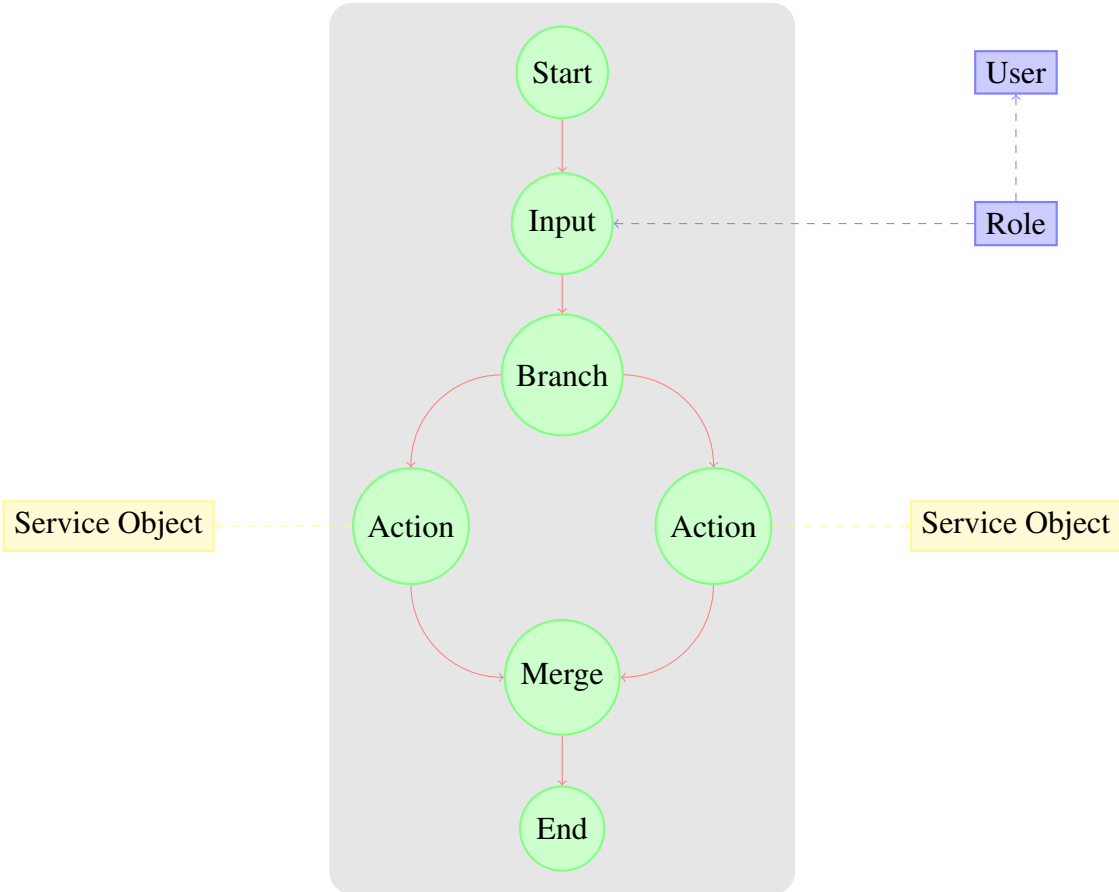 Start
User
Input
Role
Branch
Service Object
Action
Action
Service Object
Merge
End